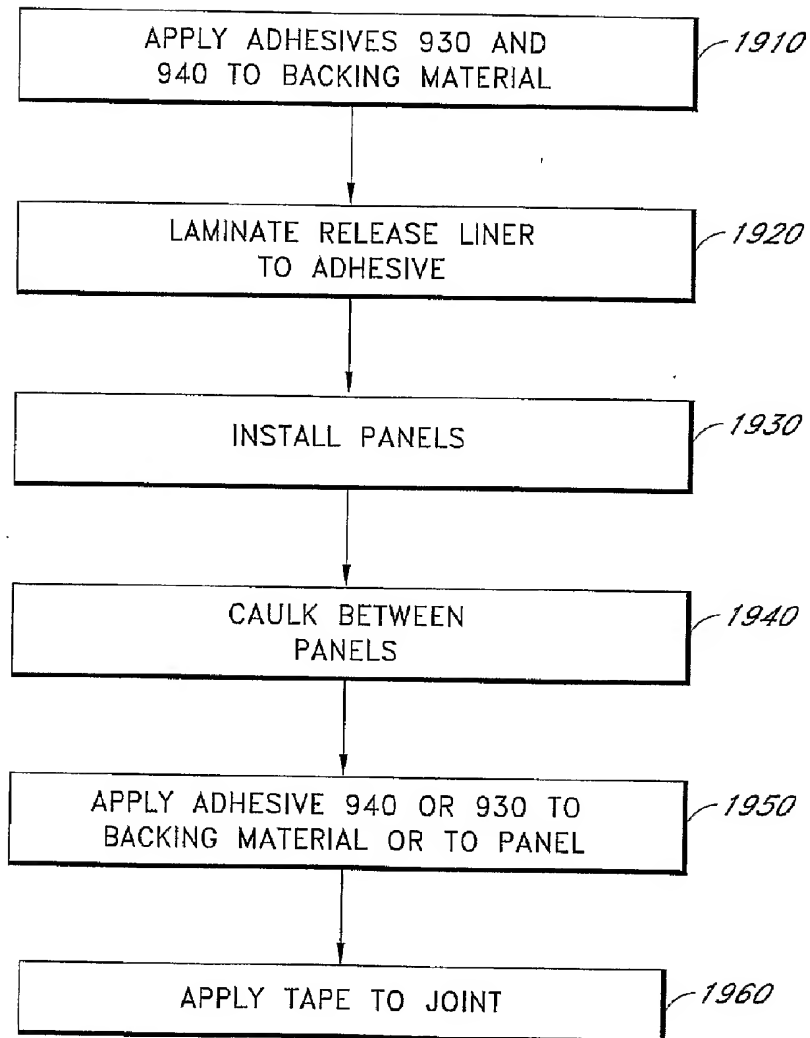 APPLY ADHESIVES 930 AND
940 TO BACKING MATERIAL
1910
LAMINATE RELEASE LINER
TO ADHESIVE
1920
INSTALL PANELS
1930
CAULK BETWEEN
PANELS
1940
APPLY ADHESIVE 940 OR 930 TO
BACKING MATERIAL OR TO PANEL
1950
APPLY TAPE TO JOINT
1960